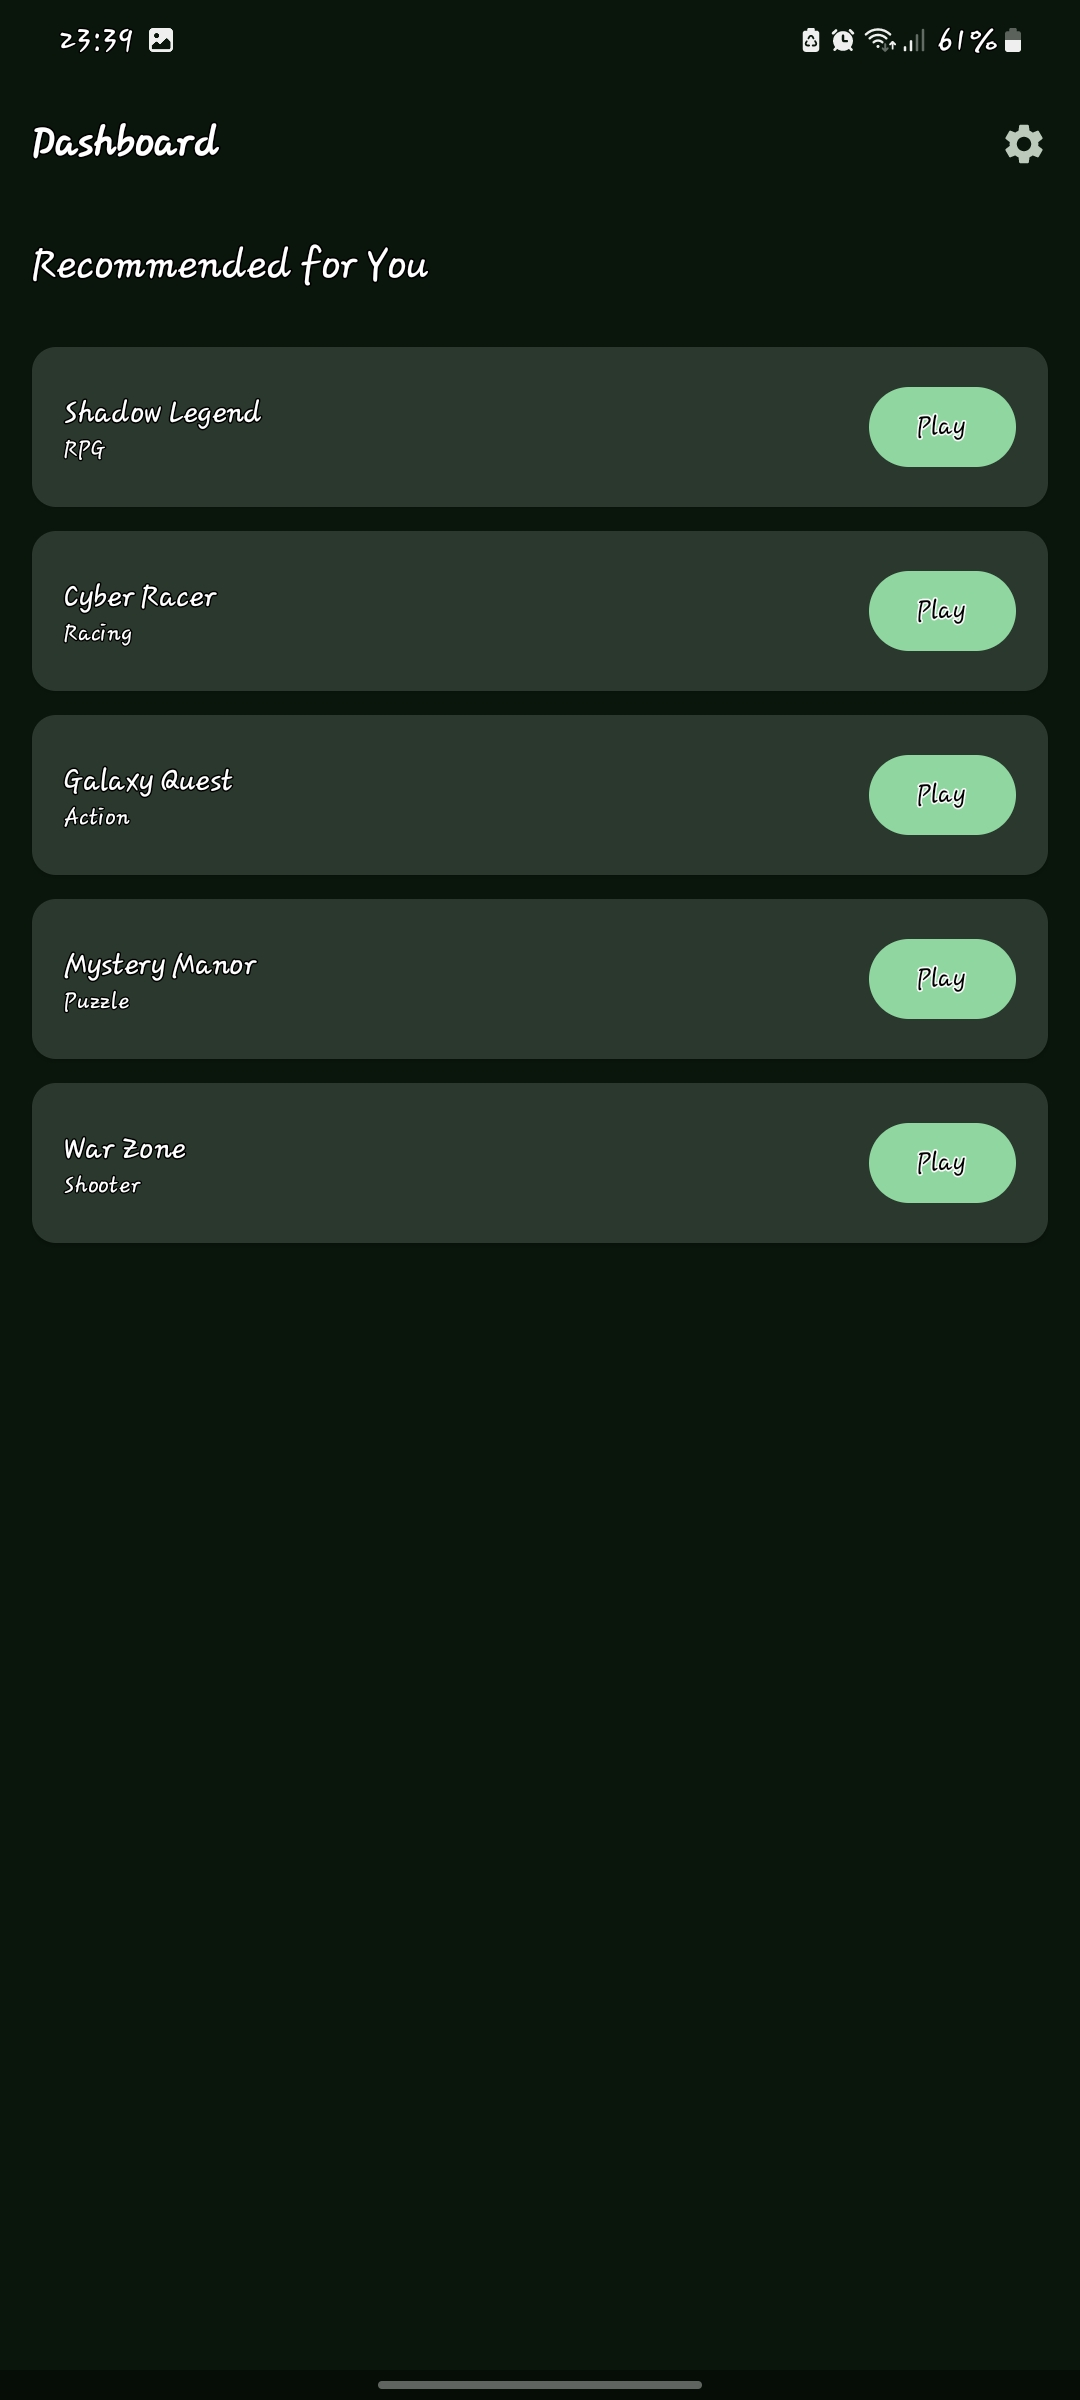 23:39 61%
Dashboard
Recommended for You
Shadow Legend
RPG
Play
Cyber Racer
Racing
Play
Galaxy Quest
Action
Play
Mystery Manor
Puzzle
Play
War Zone
Shooter
Play